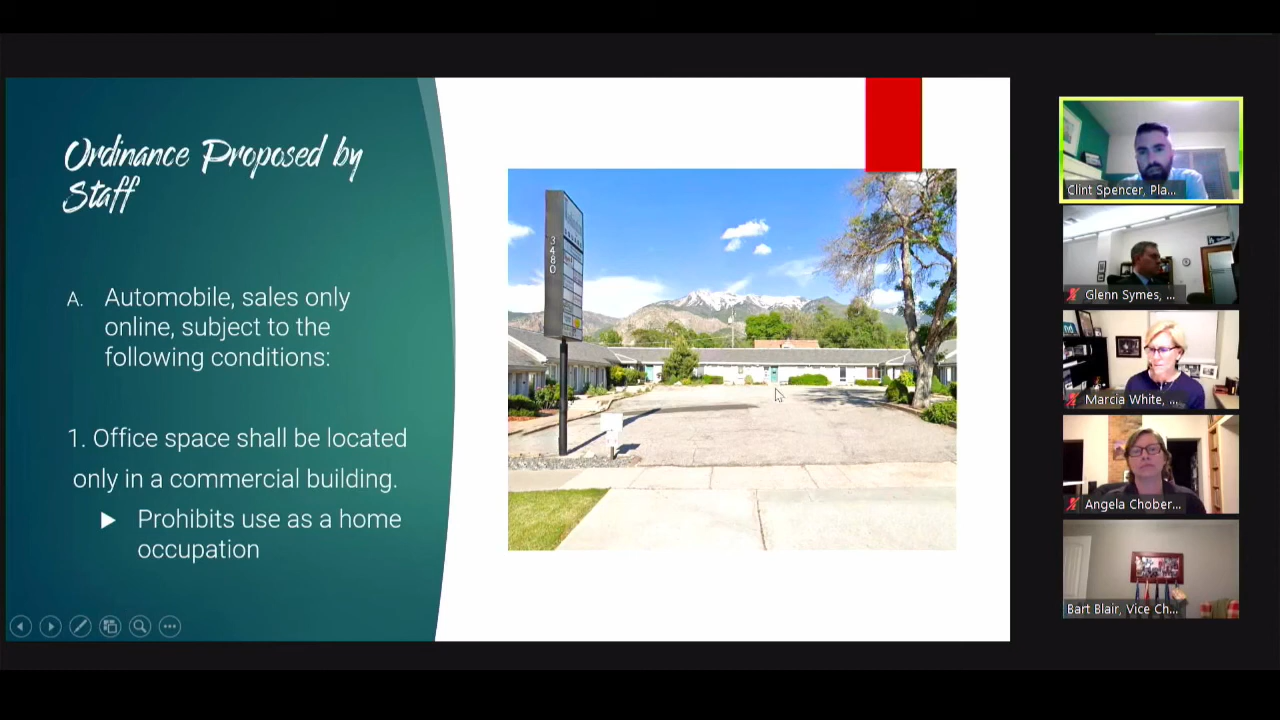 Ordinance Proposed by
Staff
A. Automobile, sales only
online, subject to the
following conditions:
1. Office space shall be located
only in a commercial building.
Prohibits use as a home
occupation
3480
Clint Spencer, Pla...
Glenn Symes, ...
Marcia White, ...
Angela Chober...
Bart Blair, Vice Ch...